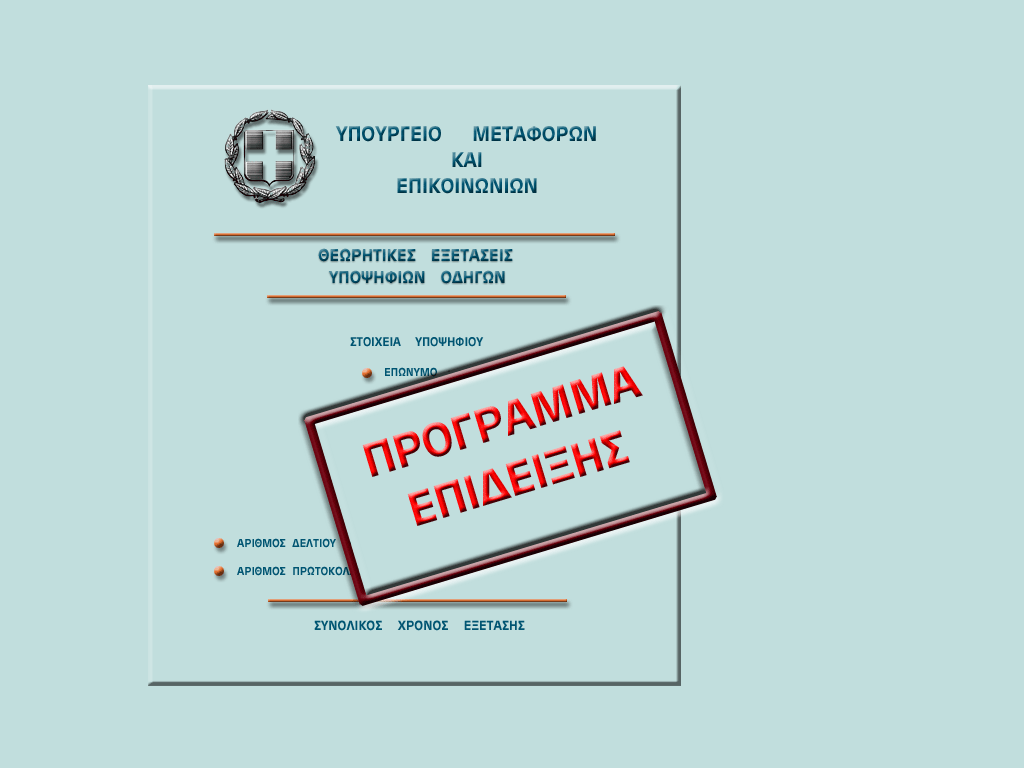 ΥΠΟΥΡΓΕΙΟ ΜΕΤΑΦΟΡΩΝ
ΚΑΙ
ΕΠΙΚΟΙΝΩΝΙΩΝ
ΘΕΩΡΗΤΙΚΕΣ ΕΞΕΤΑΣΕΙΣ
ΥΠΟΨΗΦΙΩΝ ΟΔΗΓΩΝ
ΣΤΟΙΧΕΙΑ ΥΠΟΨΗΦΙΟΥ
ΕΠΩΝΥΜΟ
ΠΡΟΓΡΑΜΜΑ
ΕΠΙΔΕΙΞΗΣ
ΑΡΙΘΜΟΣ ΔΕΛΤΙΟΥ
ΑΡΙΘΜΟΣ
ΣΥΝΟΛΙΚΟΣ ΧΡΟΝΟΣ ΕΞΕΤΑΣΗΣ